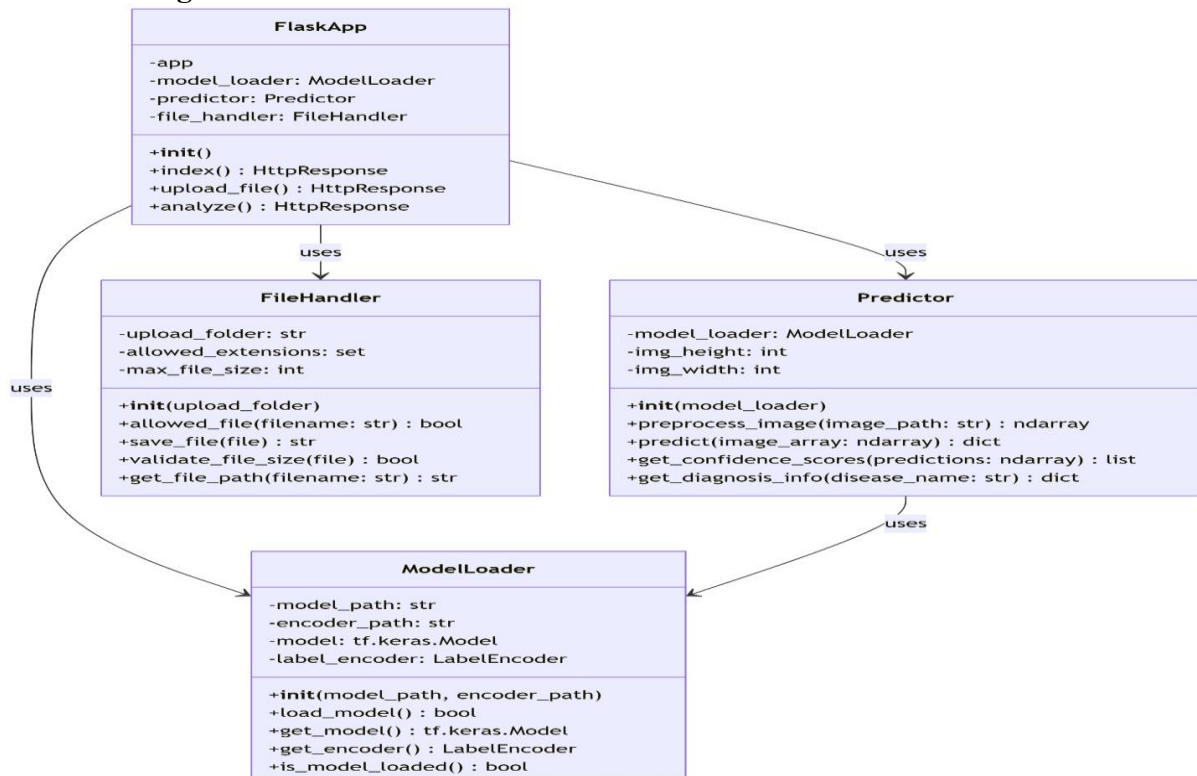 FlaskApp
-app
-model_loader: ModelLoader
-predictor: Predictor
-file_handler: FileHandler
+init()
+index() : HttpResponse
+upload_file() : HttpResponse
+analyze() : HttpResponse
uses
uses
uses
FileHandler
-upload_folder: str
-allowed_extensions: set
-max_file_size: int
+init(upload_folder)
+allowed_file(filename: str) : bool
+save_file(file) : str
+validate_file_size(file) : bool
+get_file_path(filename: str) : str
Predictor
-model_loader: ModelLoader
-img_height: int
-img_width: int
+init(model_loader)
+preprocess_image(image_path: str) : ndarray
+predict(image_array: ndarray) : dict
+get_confidence_scores(predictions: ndarray) : list
+get_diagnosis_info(disease_name: str) : dict
uses
ModelLoader
-model_path: str
-encoder_path: str
-model: tf.keras.Model
-label_encoder: LabelEncoder
+init(model_path, encoder_path)
+load_model() : bool
+get_model() : tf.keras.Model
+get_encoder() : LabelEncoder
+is_model_loaded() : bool